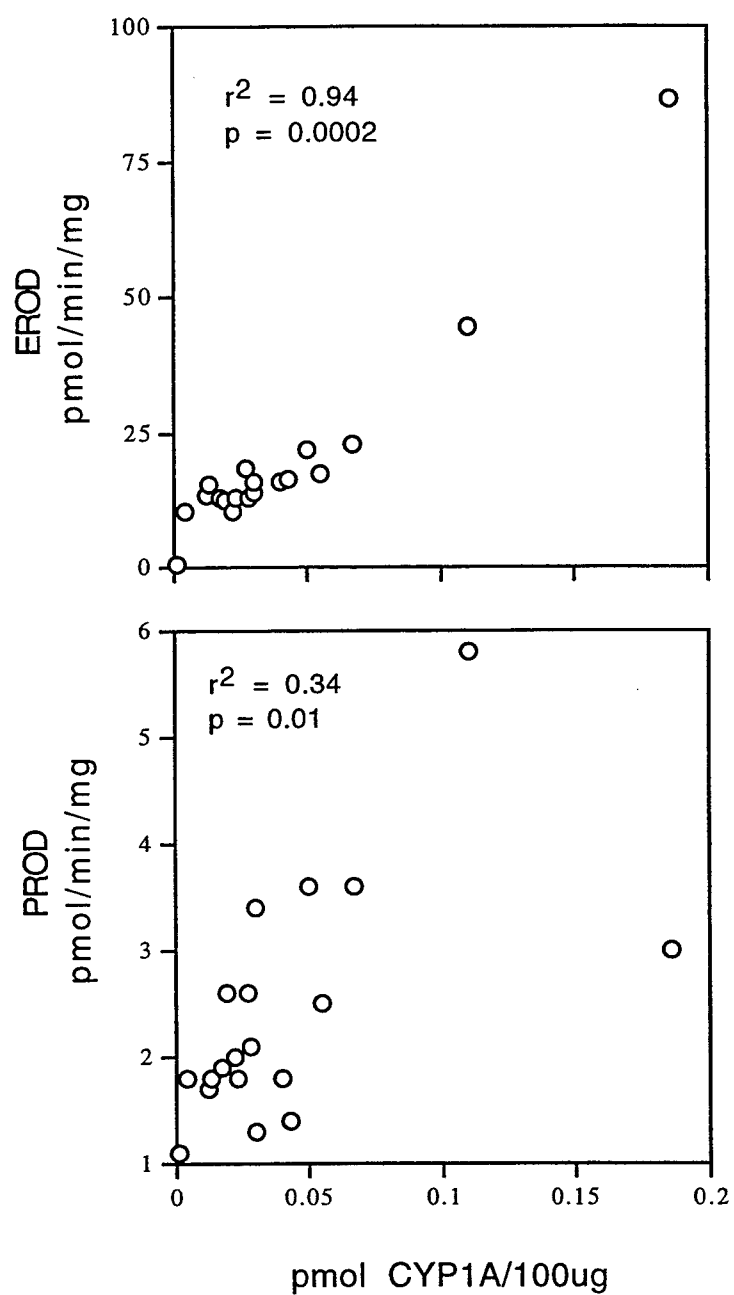 100
75
50
25
0
EROD
pmol/min/mg
r2 = 0.94
p = 0.0002
6
5
4
3
2
1
PROD
pmol/min/mg
r2 = 0.34
p = 0.01
0 0.05 0.1 0.15 0.2
pmol CYP1A/100ug